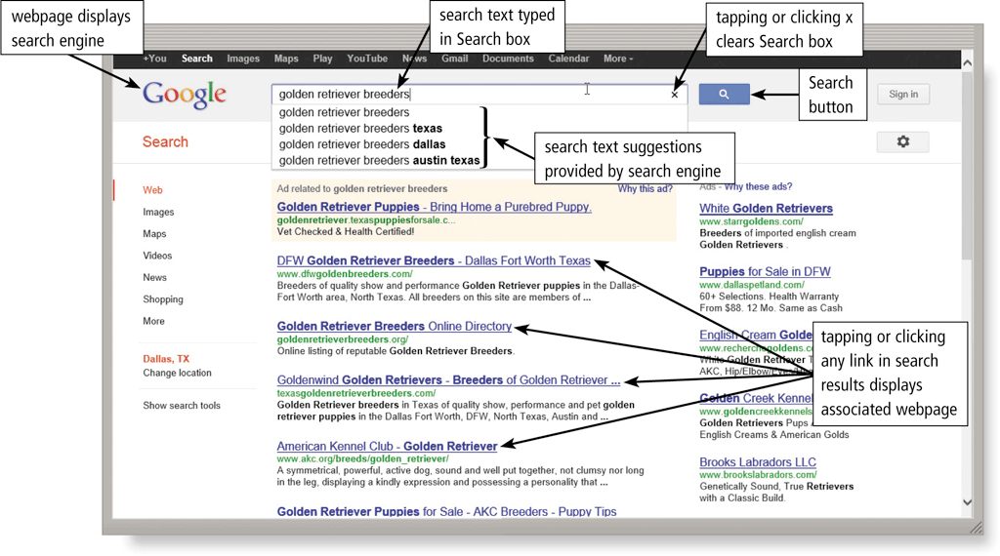 webpage displays
search engine
search text typed
in Search box
tapping or clicking x
clears Search box
+You Search Images Maps Play YouTube News Gmail Documents Calendar More
Google
golden retriever breeders
×
Search
button
Sign in
golden retriever breeders
golden retriever breeders texas
golden retriever breeders dallas
golden retriever breeders austin texas
search text suggestions
provided by search engine
Search
Web
Images
Maps
Videos
News
Shopping
More
Dallas, TX
Change location
Show search tools
Ad related to golden retriever breeders Why this ad?
Golden Retriever Puppies - Bring Home a Purebred Puppy.
goldenretriever.texaspuppiesforsale.c...
Vet Checked & Health Certified!
DFW Golden Retriever Breeders - Dallas Fort Worth Texas
www.dfwgoldenbreeders.com/
Breeders of quality show and performance Golden Retriever puppies in the Dallas-
Fort Worth area, North Texas. All breeders on this site are members of ...
Golden Retriever Breeders Online Directory
goldenretrieverbreeders.org/
Online listing of reputable Golden Retriever Breeders.
Goldenwind Golden Retrievers - Breeders of Golden Retriever ...
texasgoldenretrieverbreeders.com/
Golden Retriever breeders in Texas of quality show, performance and pet golden
retriever puppies in the Dallas Fort Worth, DFW, North Texas, Austin and ...
American Kennel Club - Golden Retriever
www.akc.org/breeds/golden_retriever/
A symmetrical, powerful, active dog, sound and well put together, not clumsy nor long
in the leg, displaying a kindly expression and possessing a personality that ...
Golden Retriever Puppies for Sale - AKC Breeders - Puppy Tips
Ads - Why these ads?
White Golden Retrievers
www.starrgoldens.com/
Breeders of imported english cream
Golden Retrievers .
Puppies for Sale in DFW
www.dallaspetland.com/
60+ Selections. Health Warranty
From $88. 12 Mo. Same as Cash
English Cream
www.recherchegoldens.c
White Golden Retriever
AKC, Hip/Elbow/
Golden Creek Kennel
www.goldencreekkennels
Golden Retrievers Pups
English Creams & American Golds
Brooks Labradors LLC
www.brookslabradors.com/
Genetically Sound, True Retrievers
with a Classic Build.
tapping or clicking
any link in search
results displays
associated webpage